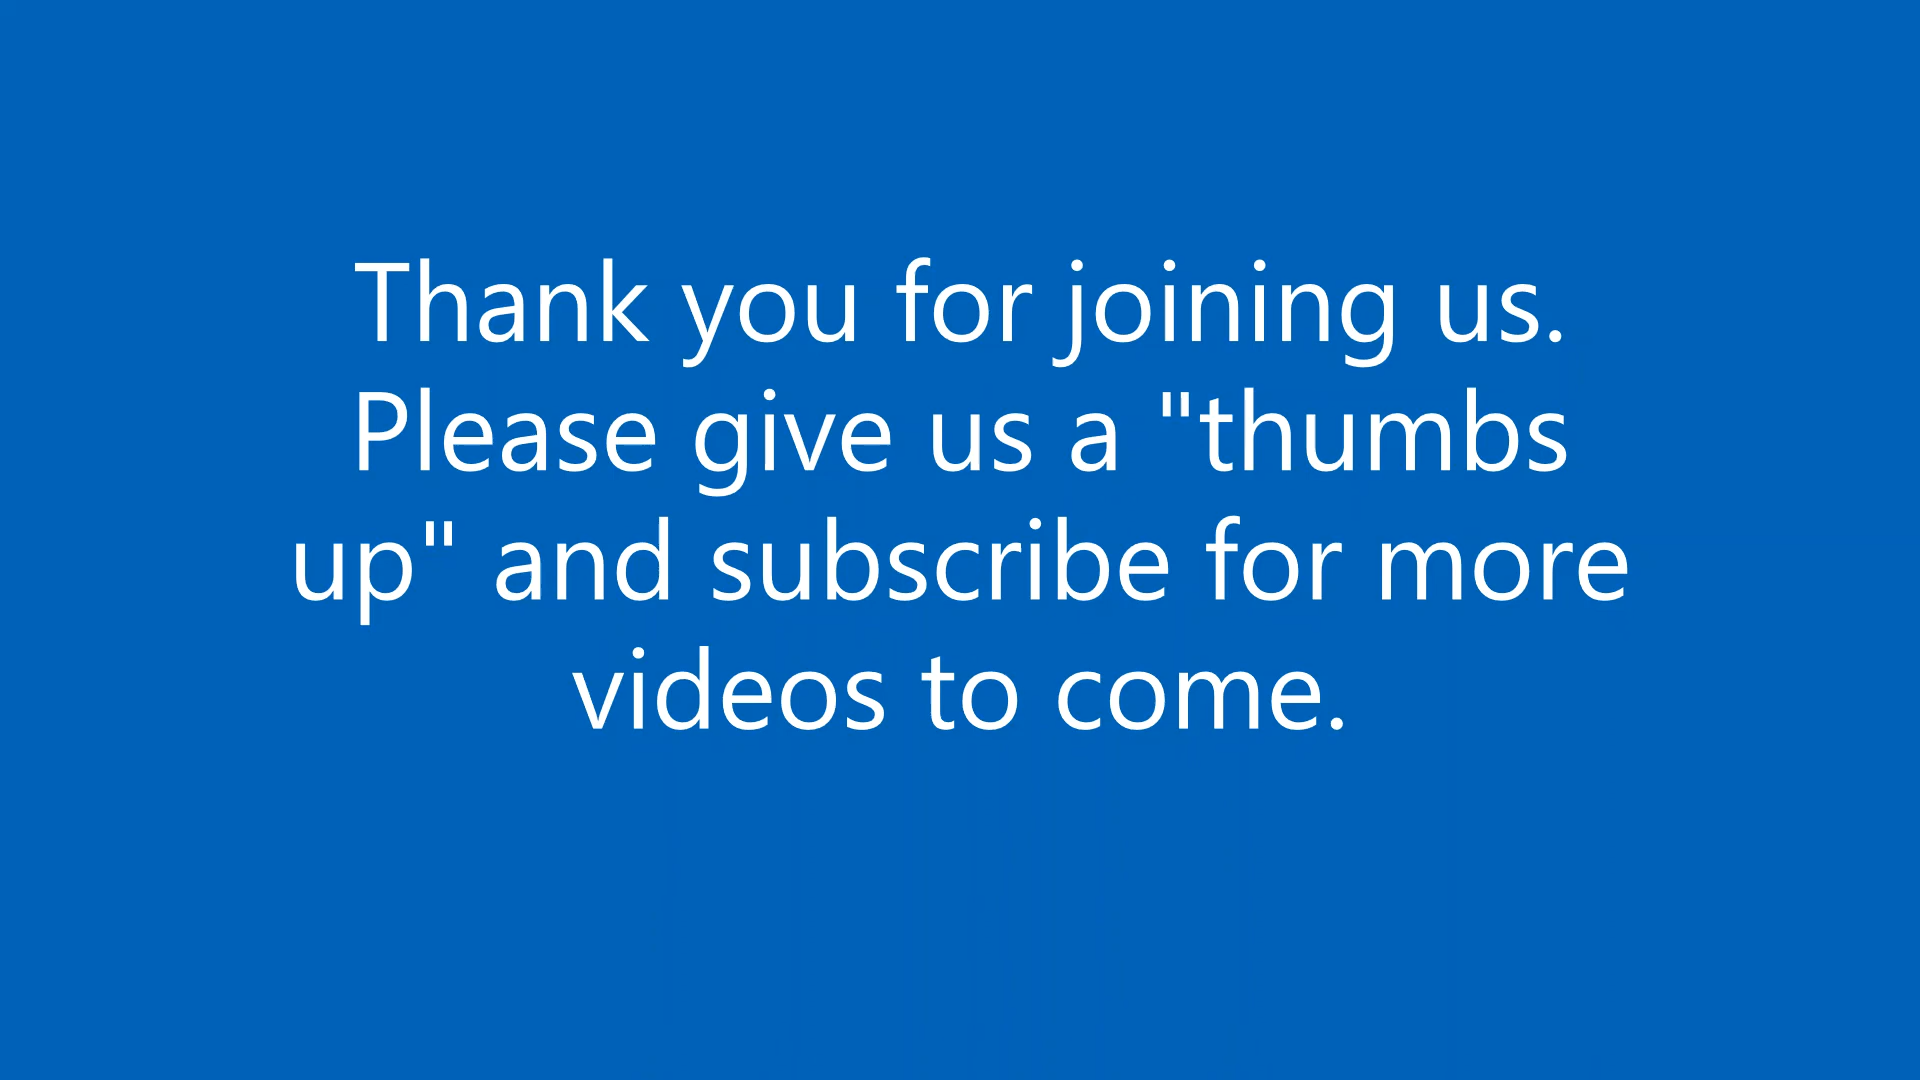 Thank you for joining us.
Please give us a "thumbs
up" and subscribe for more
videos to come.